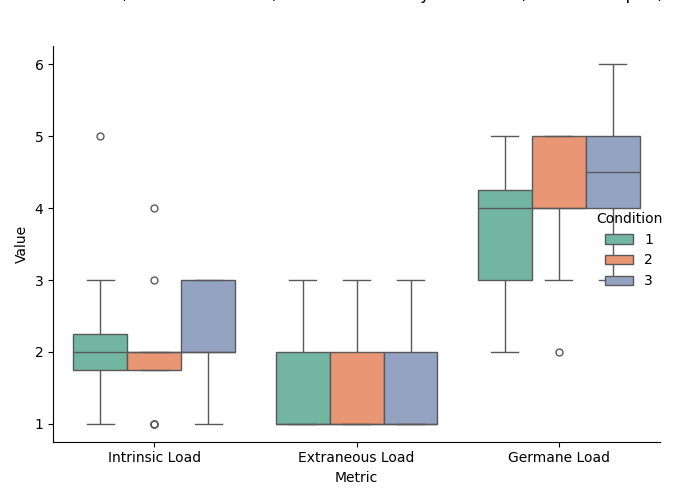 6
5
4
3
2
1
Value
Intrinsic Load
Extraneous Load
Germane Load
Metric
Condition
1
2
3